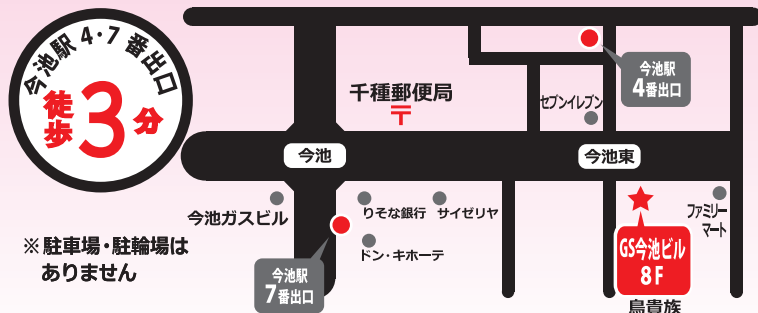 今池駅 4・7 番出口
徒歩3分
※ 駐車場・駐輪場は
ありません
千種郵便局
〒
セブンイレブン
今池駅
4番出口
今池
今池東
今池ガスビル
りそな銀行
サイゼリヤ
ドン・キホーテ
今池駅
7番出口
ファミリー
マート
GS今池ビル
8F
鳥貴族